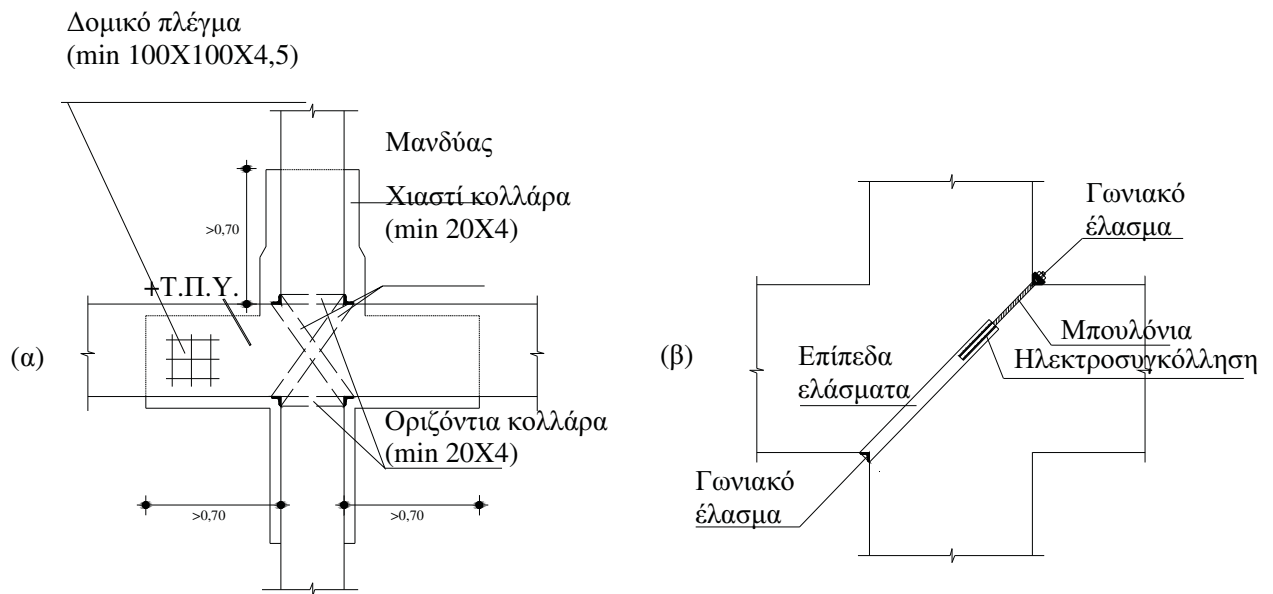 Δομικό πλέγμα
(min 100X100X4,5)
Μανδύας
Χιαστί κολλάρα
(min 20X4)
>0,70
+Τ.Π.Υ.
(α)
Οριζόντια κολλάρα
(min 20X4)
>0,70
>0,70
Γωνιακό
έλασμα
(β)
Μπουλόνια
Ηλεκτροσυγκόλληση
Επίπεδα
ελάσματα
Γωνιακό
έλασμα